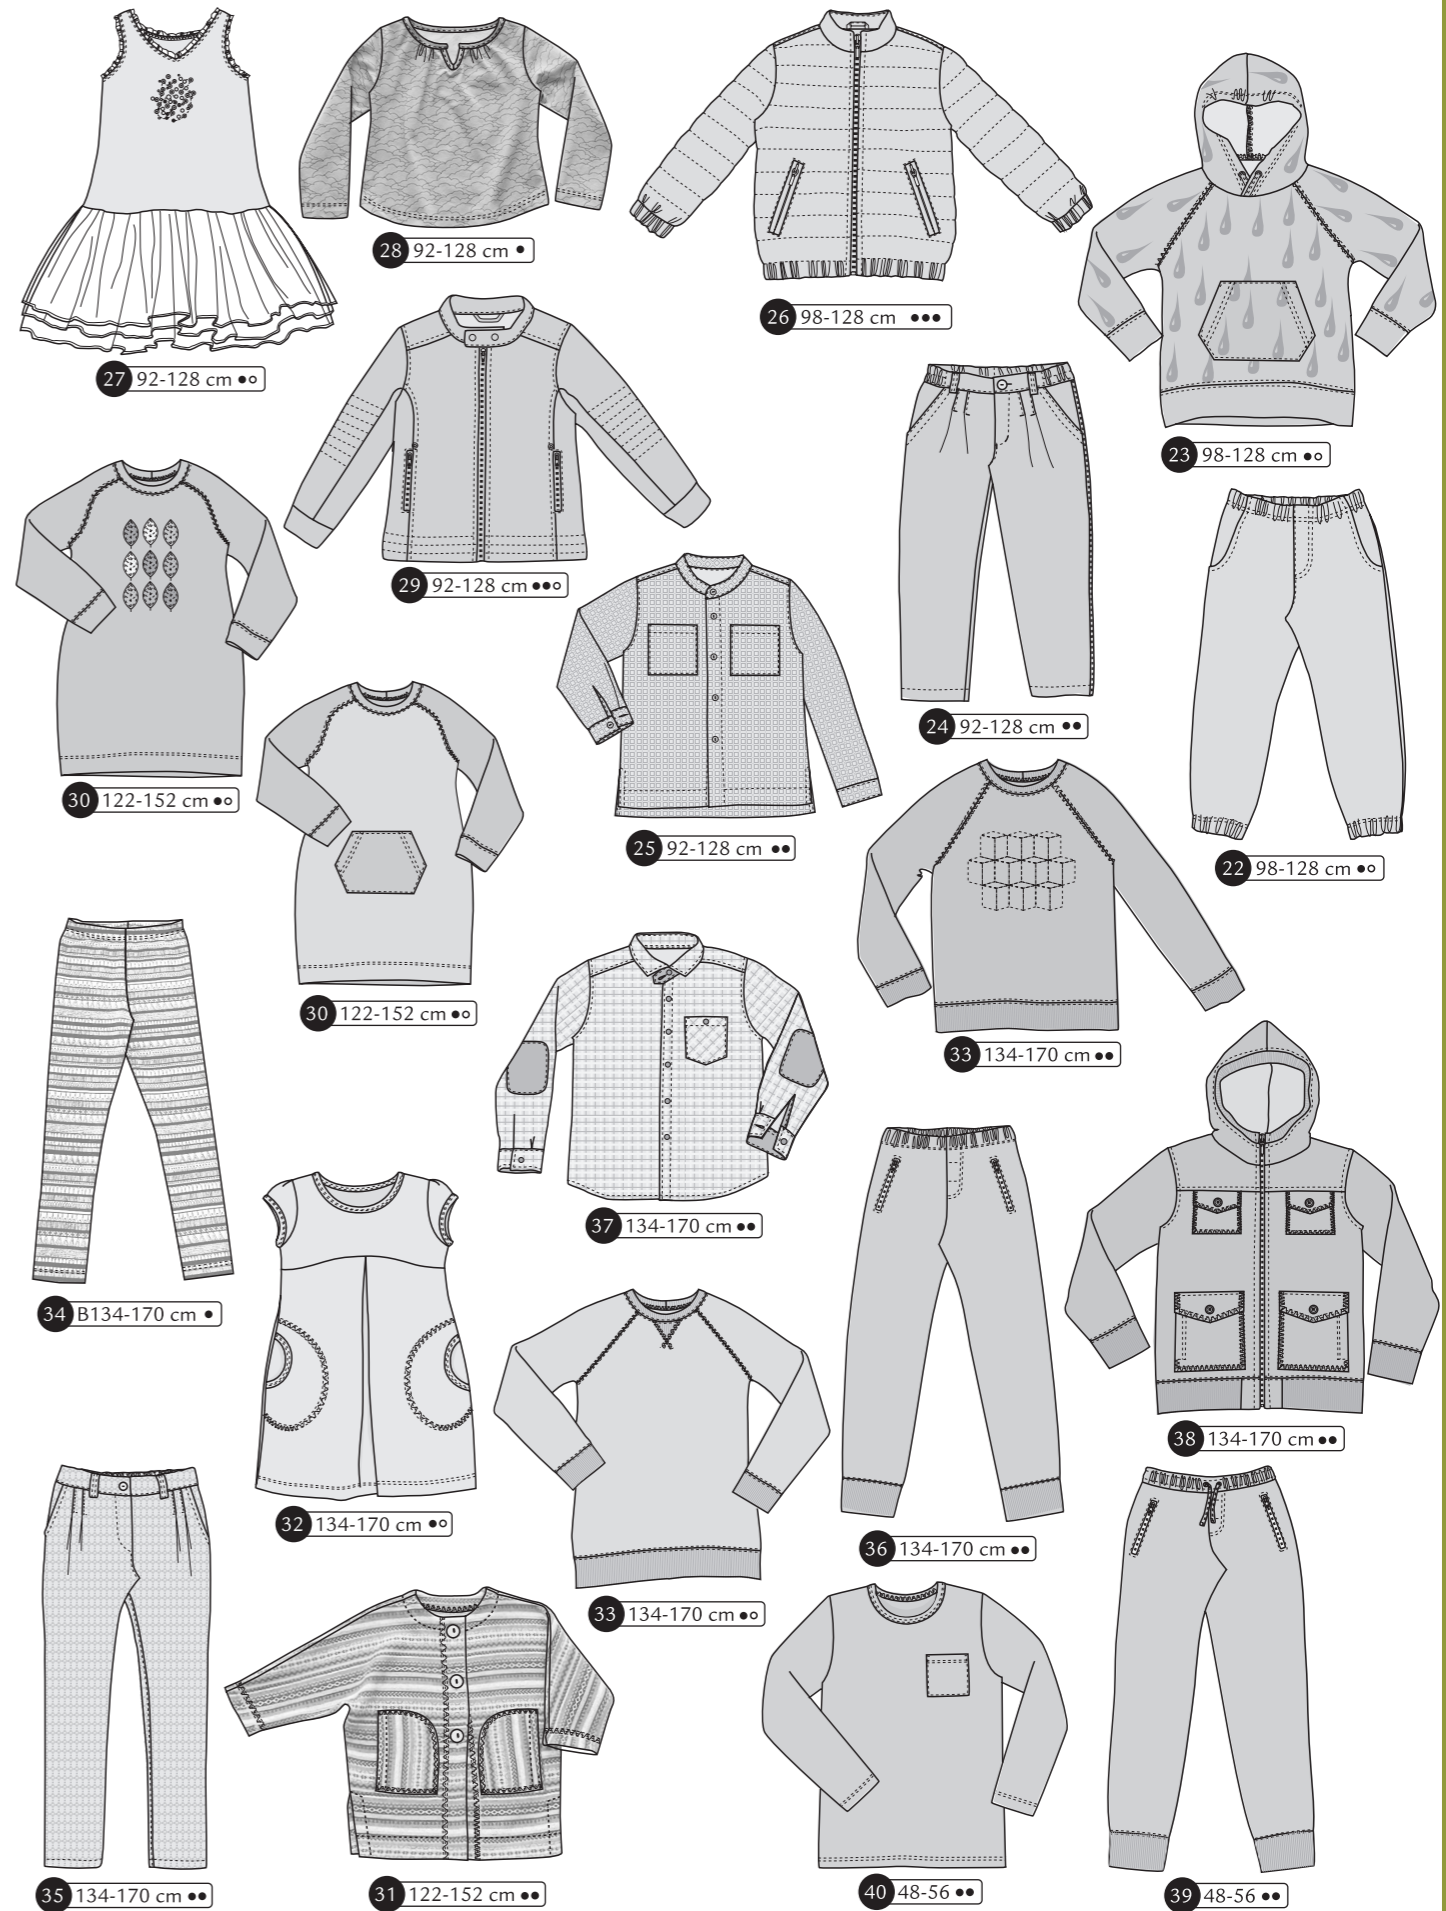 28 92-128 cm ●
26 98-128 cm ●●●
27 92-128 cm ●○
23 98-128 cm ●○
29 92-128 cm ●●○
24 92-128 cm ●●
30 122-152 cm ●○
25 92-128 cm ●●
22 98-128 cm ●○
30 122-152 cm ●○
33 134-170 cm ●●
37 134-170 cm ●●
34 B134-170 cm ●
38 134-170 cm ●●
32 134-170 cm ●○
36 134-170 cm ●●
33 134-170 cm ●○
35 134-170 cm ●●
31 122-152 cm ●●
40 48-56 ●●
39 48-56 ●●